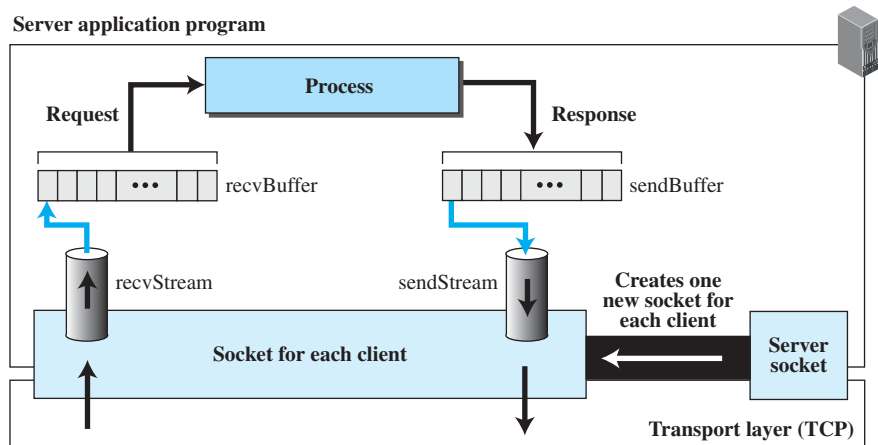 Server application program
Process
Request
Response
recvBuffer
sendBuffer
recvStream
sendStream
Creates one
new socket for
each client
Socket for each client
Server
socket
Transport layer (TCP)